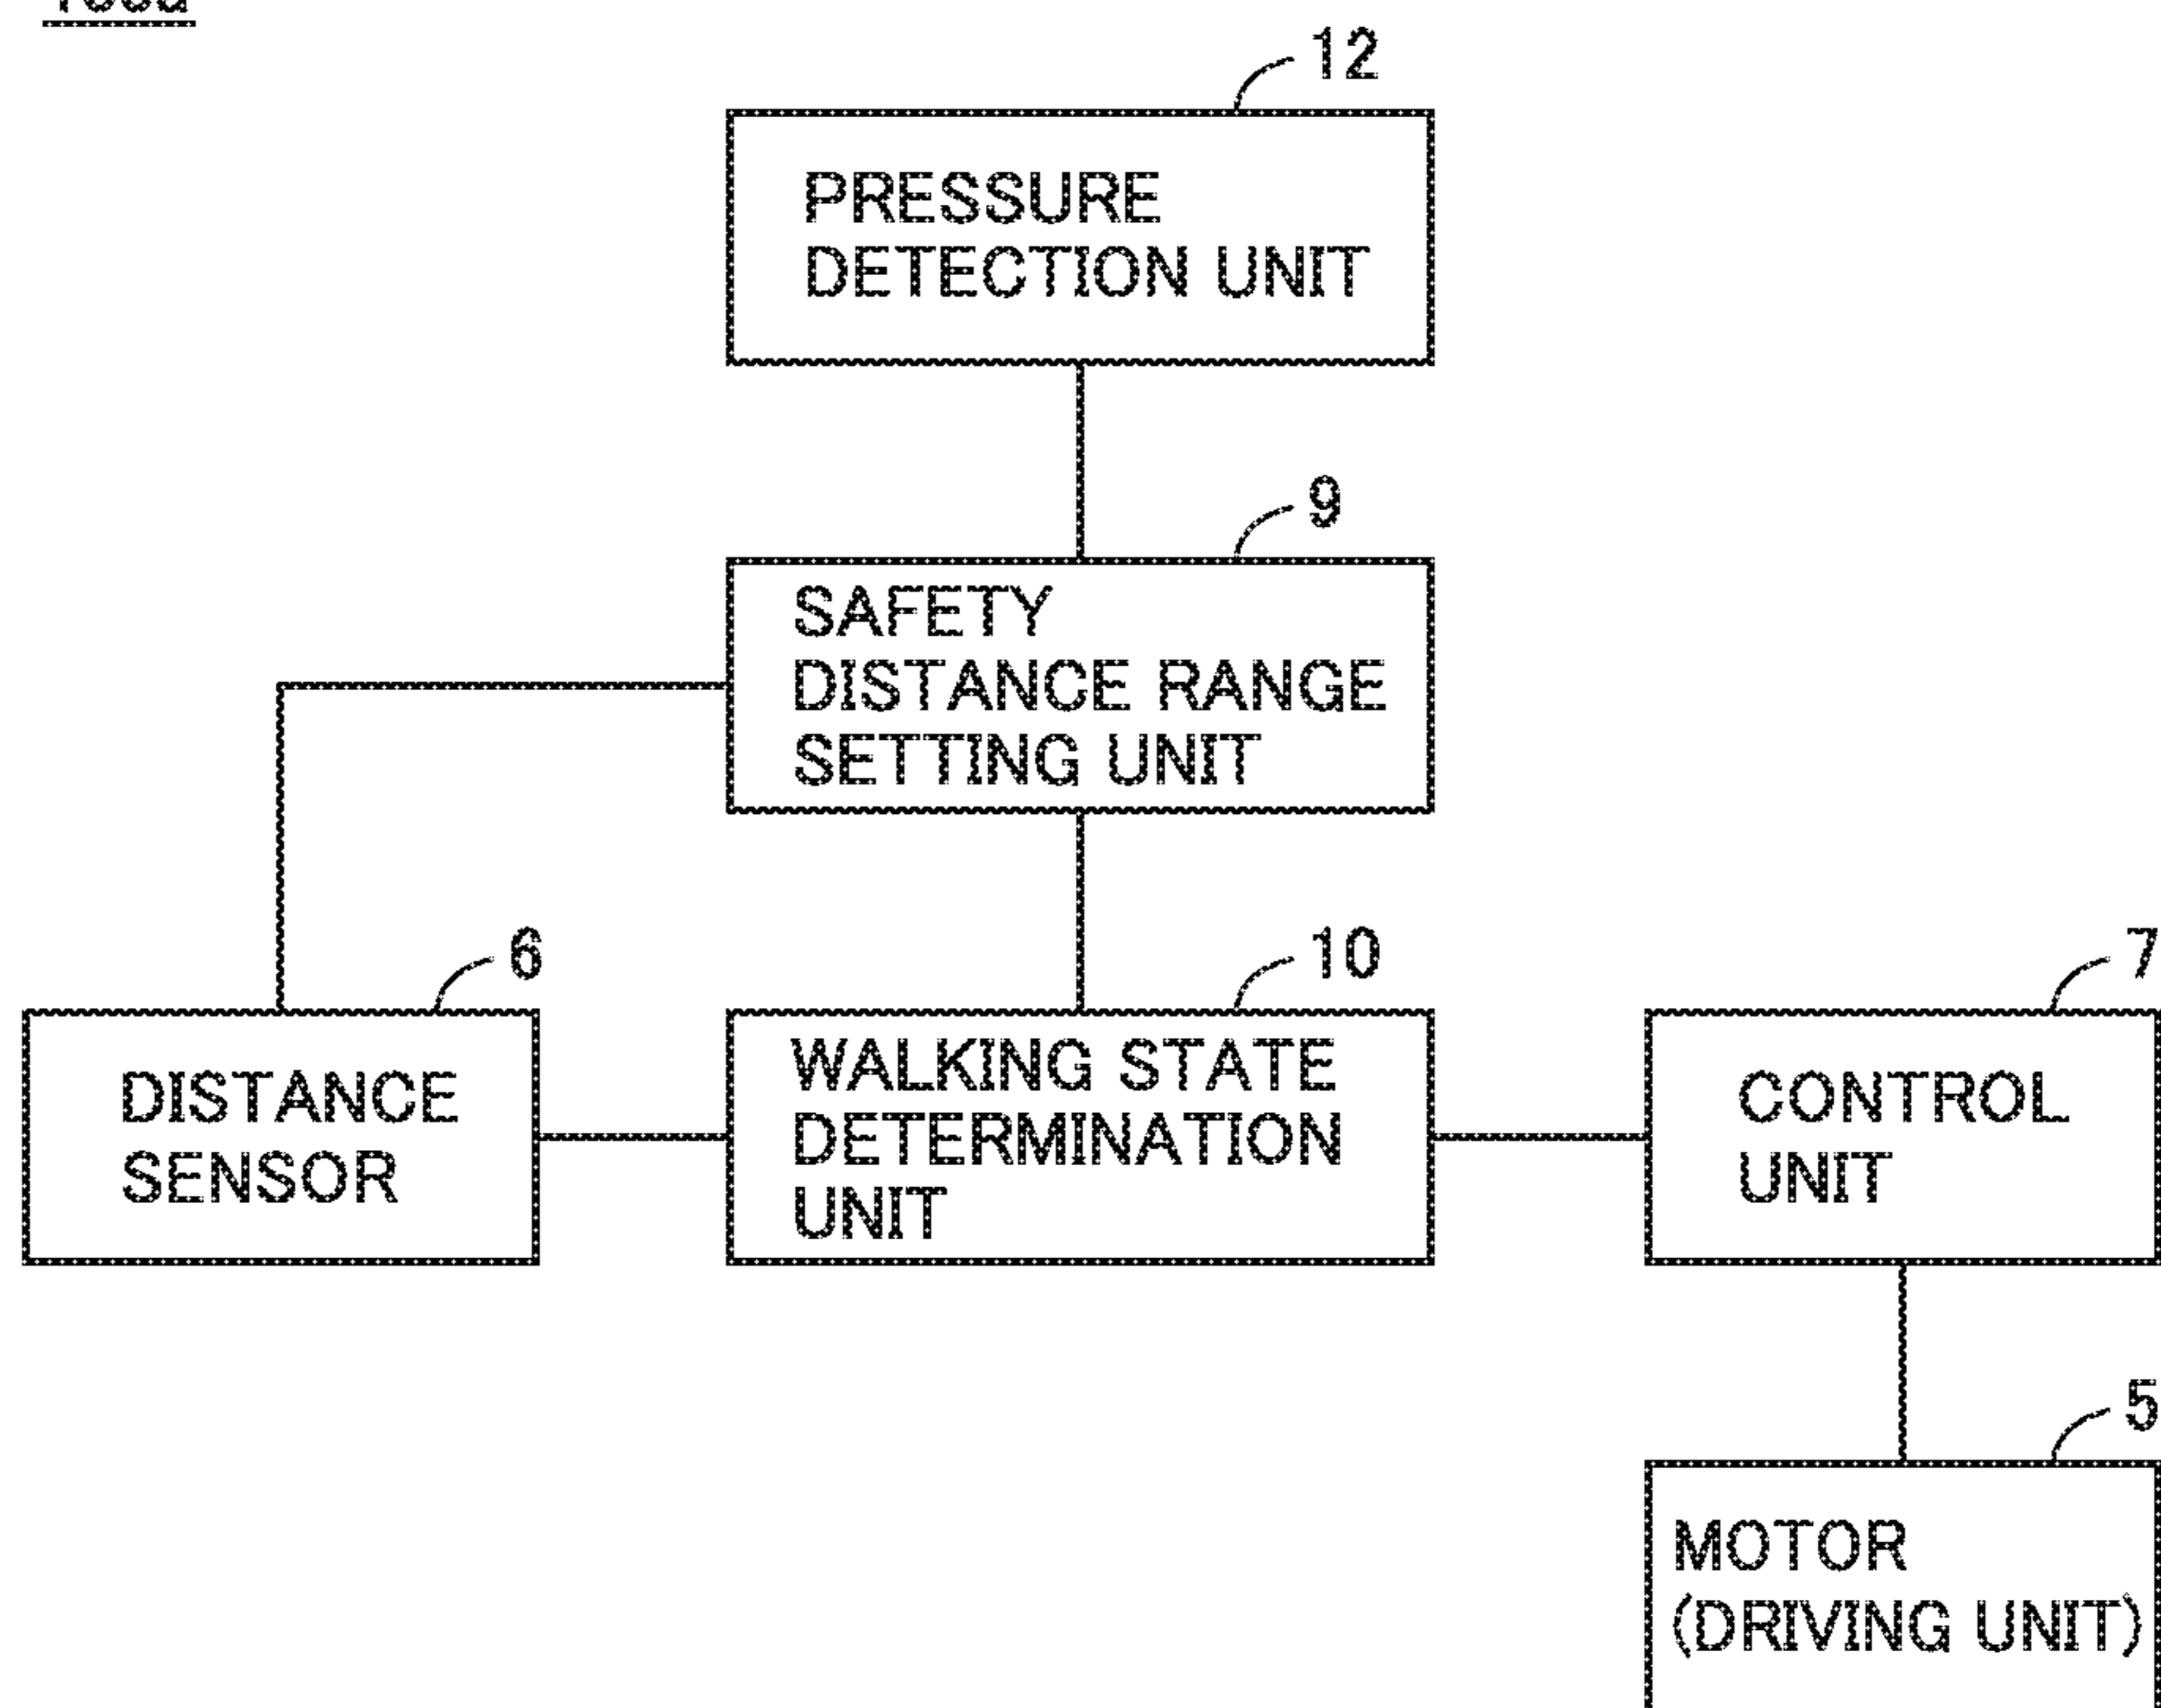 12
PRESSURE
DETECTION UNIT
9
SAFETY
DISTANCE RANGE
SETTING UNIT
6
DISTANCE
SENSOR
10
WALKING STATE
DETERMINATION
UNIT
7
CONTROL
UNIT
5
MOTOR
(DRIVING UNIT)